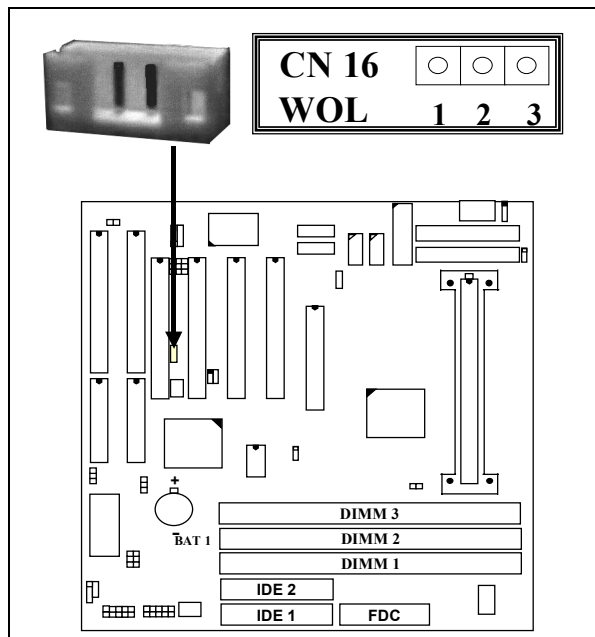 CN 16
WOL 1 2 3
+
DIMM 3
- BAT 1 DIMM 2
DIMM 1
IDE 2
IDE 1 FDC